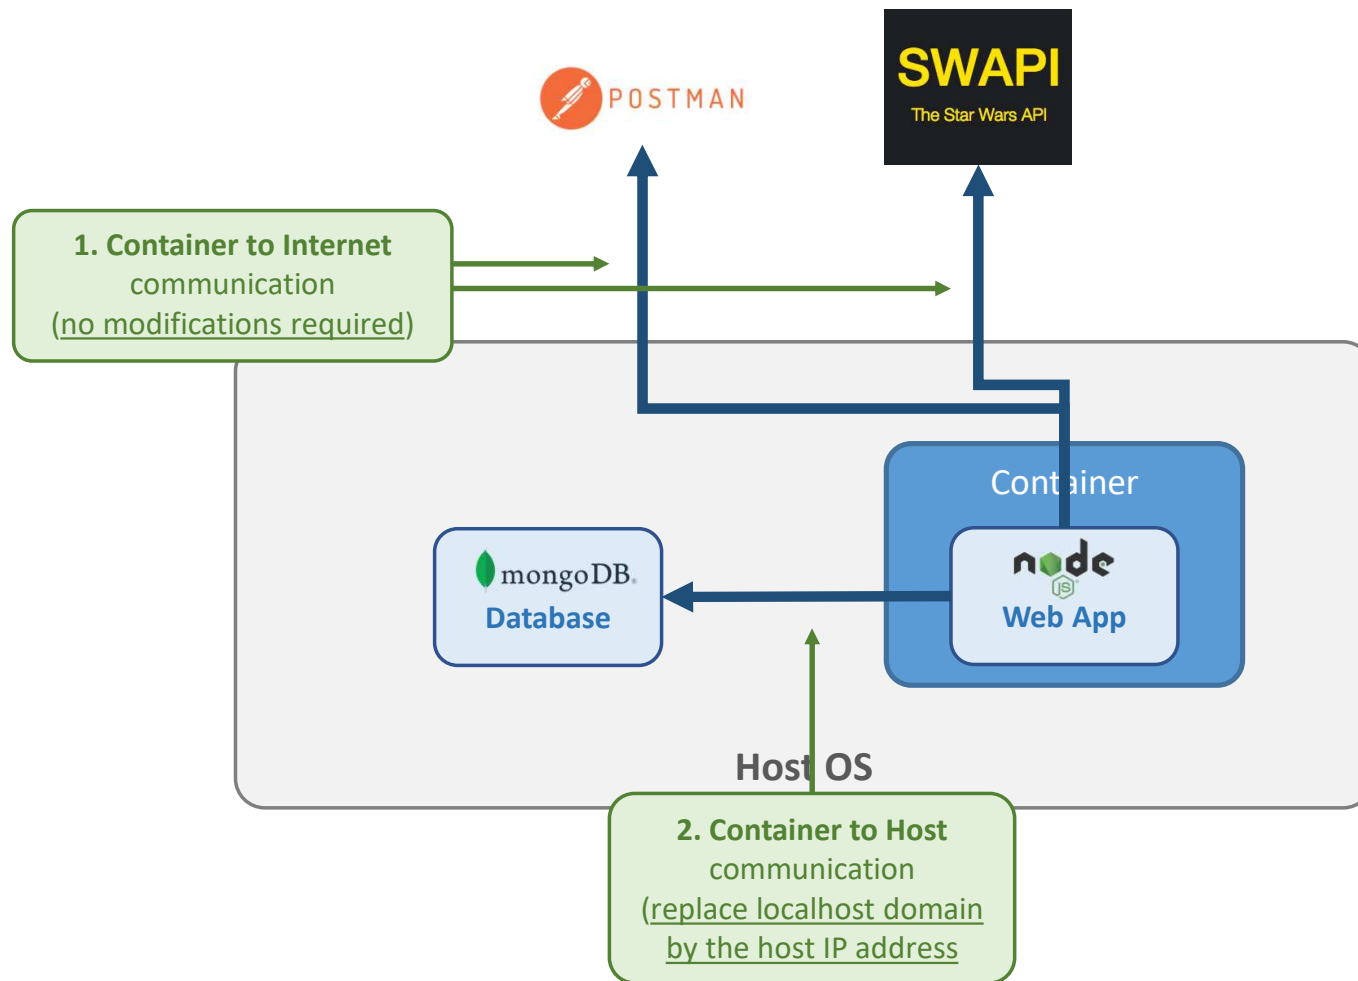 POSTMAN
SWAPI
The Star Wars API
1. Container to Internet
communication
(no modifications required)
Container
mongoDB®
Database
node
JS
Web App
Host OS
2. Container to Host
communication
(replace localhost domain
by the host IP address